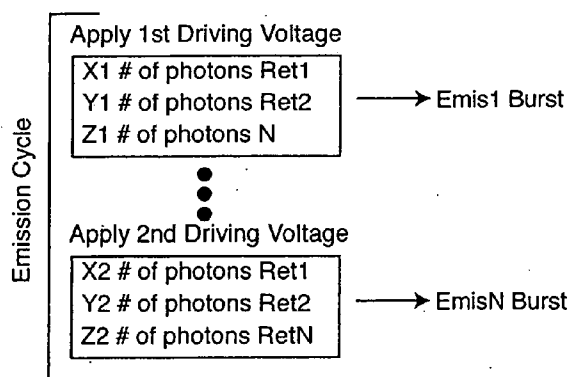 Emission Cycle
Apply 1st Driving Voltage
X1 # of photons Ret1
Y1 # of photons Ret2
Z1 # of photons N
Emis1 Burst
Apply 2nd Driving Voltage
X2 # of photons Ret1
Y2 # of photons Ret2
Z2 # of photons RetN
EmisN Burst